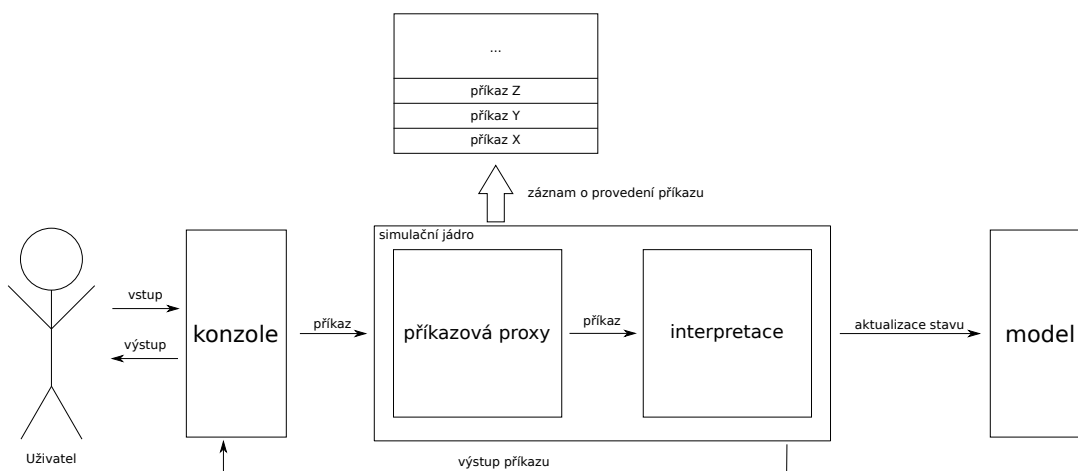 ...
příkaz Z
příkaz Y
příkaz X
záznam o provedení příkazu
simulační jádro
vstup
výstup
konzole
příkaz
příkazová proxy
příkaz
interpretace
aktualizace stavu
model
Uživatel
výstup příkazu